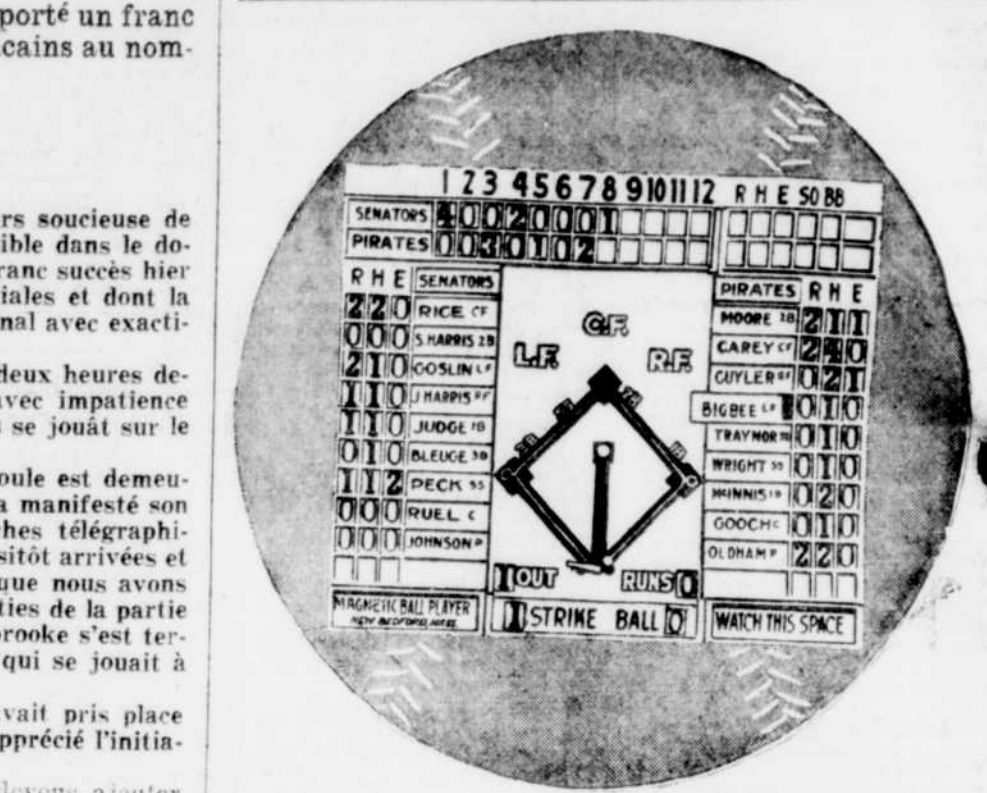 porté un franc
icains au nom-
rs soucieuse de
ible dans le do-
ranc succès hier
iales et dont la
nal avec exacti-
deux heures de-
avec impatience
s se jouât sur le
oule est demeu-
a manifesté son
ches télégraphi-
sitôt arrivées et
que nous avons
ties de la partie
brooke s'est ter-
qui se jouait à
avait pris place
apprécié l'initia-
devons ajouter
1 2 3 4 5 6 7 8 9 10 11 12 R H E SO BB
SENATORS 4 0 0 2 0 0 0 1
PIRATES 0 0 3 0 1 0 2
R H E SENATORS
2 2 0 RICE CF
0 0 0 S. HARRIS 2B
2 1 0 GOSLIN LF
1 1 0 J HARRIS RF
1 1 0 JUDGE 1B
0 1 0 BLEUGE 3B
1 1 2 PECK SS
0 0 0 RUEL C
0 0 0 JOHNSON P
C.F.
L.F. R.F.
PIRATES R H E
MOORE 2B 2 1 1
CAREY CF 2 4 0
CUYLER RF 0 2 1
BIGBEE LF 0 1 0
TRAYNOR 3B 0 1 0
WRIGHT SS 0 1 0
McINNIS 1B 0 2 0
GOOCH C 0 1 0
OLDHAM P 2 2 0
1 OUT RUNS 0
1 STRIKE BALL 0
MAGNETIC BALL PLAYER
NEW BEDFORD, MASS
WATCH THIS SPACE